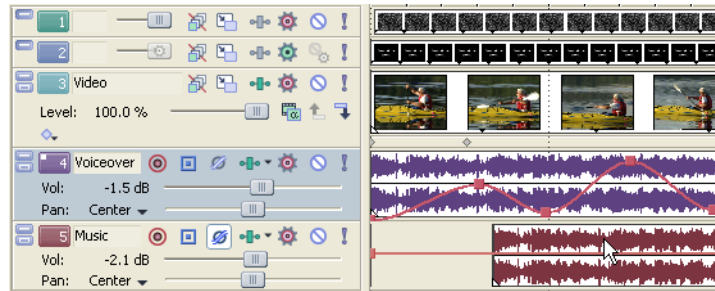 1
2
3 Video
Level: 100.0 %
4 Voiceover
Vol: -1.5 dB
Pan: Center
5 Music
Vol: -2.1 dB
Pan: Center